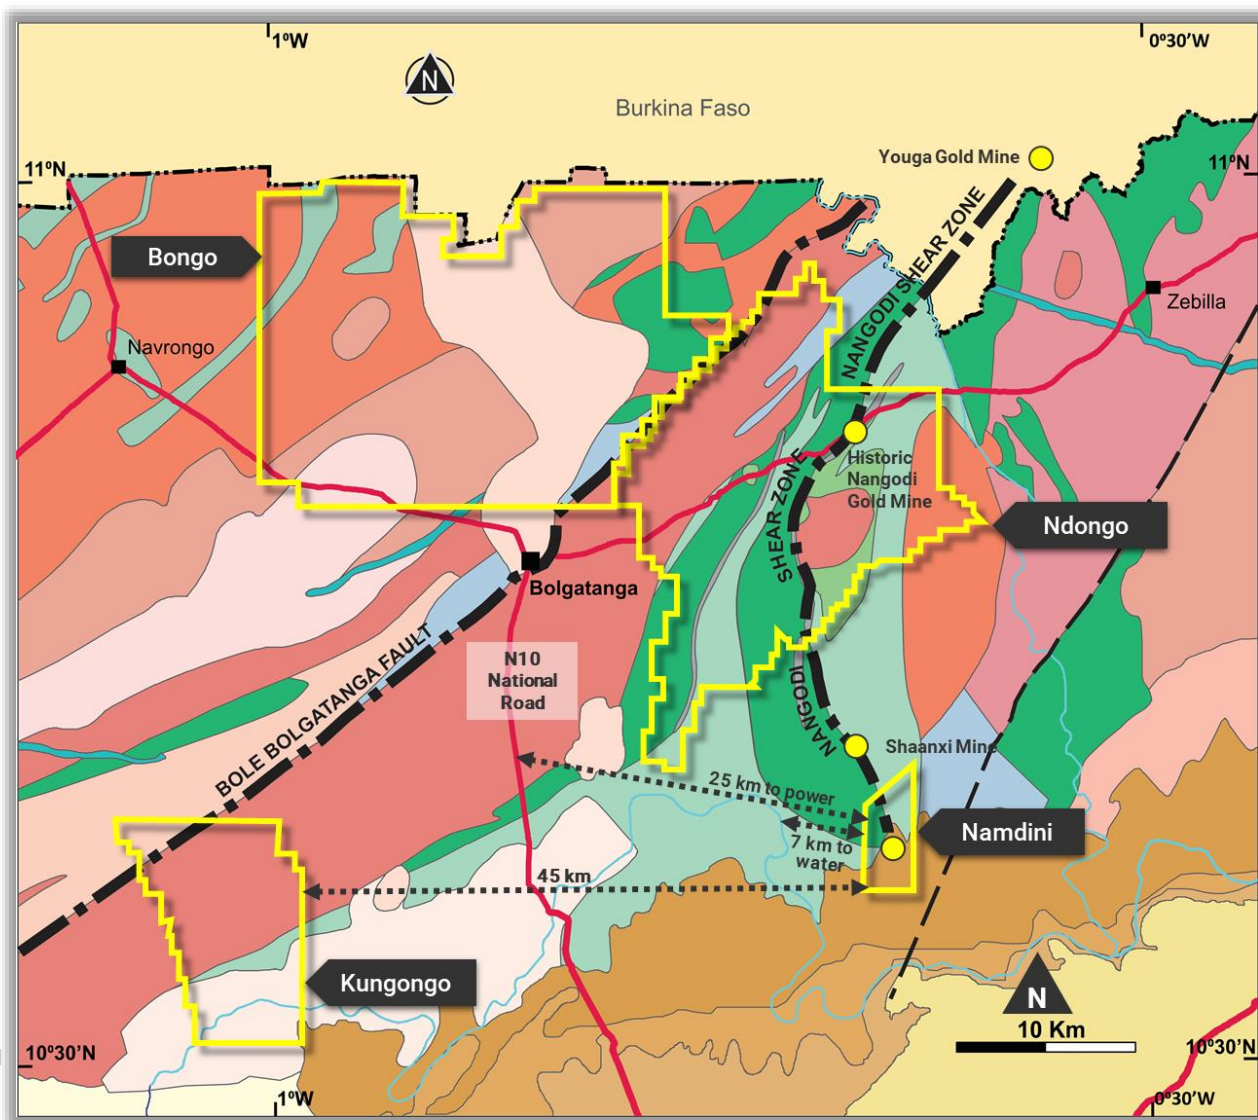 1ºW
0º30'W
N
Burkina Faso
Youga Gold Mine
11ºN
11ºN
NANGODI SHEAR ZONE
Bongo
Zebilla
Navrongo
Historic
Nangodi
Gold Mine
SHEAR ZONE
Ndongo
Bolgatanga
BOLE BOLGATANGA FAULT
N10
National
Road
NANGODI
Shaanxi Mine
25 km to power
7 km to
water
Namdini
45 km
Kungongo
N
10 Km
10º30'N
10º30'N
1ºW
0º30'W